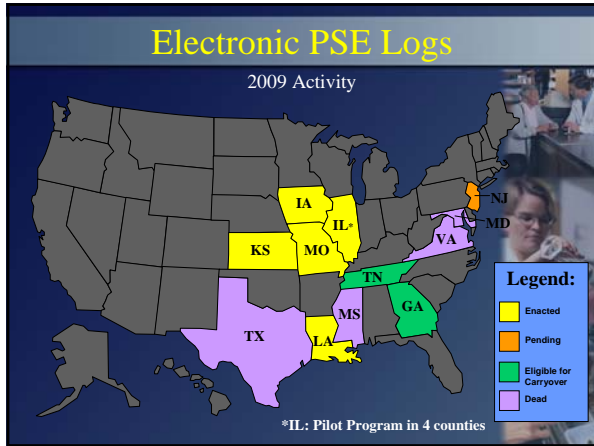 Electronic PSE Logs
2009 Activity
IA
IL*
NJ
MD
KS
MO
VA
TN
Legend:
Enacted
GA
MS
Pending
TX
LA
Eligible for
Carryover
Dead
*IL: Pilot Program in 4 counties